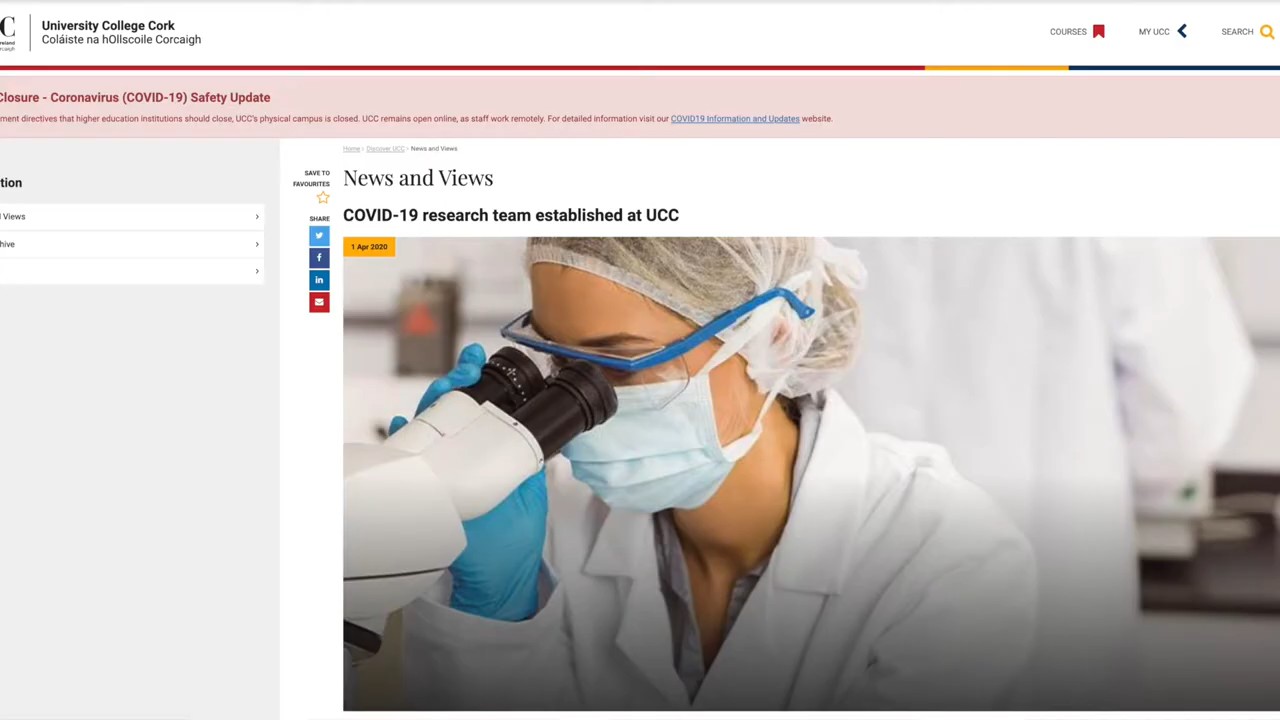 C
reland
orcaigh
University College Cork
Coláiste na hOllscoile Corcaigh
COURSES
MY UCC
SEARCH
Closure - Coronavirus (COVID-19) Safety Update
ment directives that higher education institutions should close, UCC's physical campus is closed. UCC remains open online, as staff work remotely. For detailed information visit our COVID19 Information and Updates website.
Home > Discover UCC > News and Views
tion
Views
hive
SAVE TO
FAVOURITES
SHARE
News and Views
COVID-19 research team established at UCC
1 Apr 2020